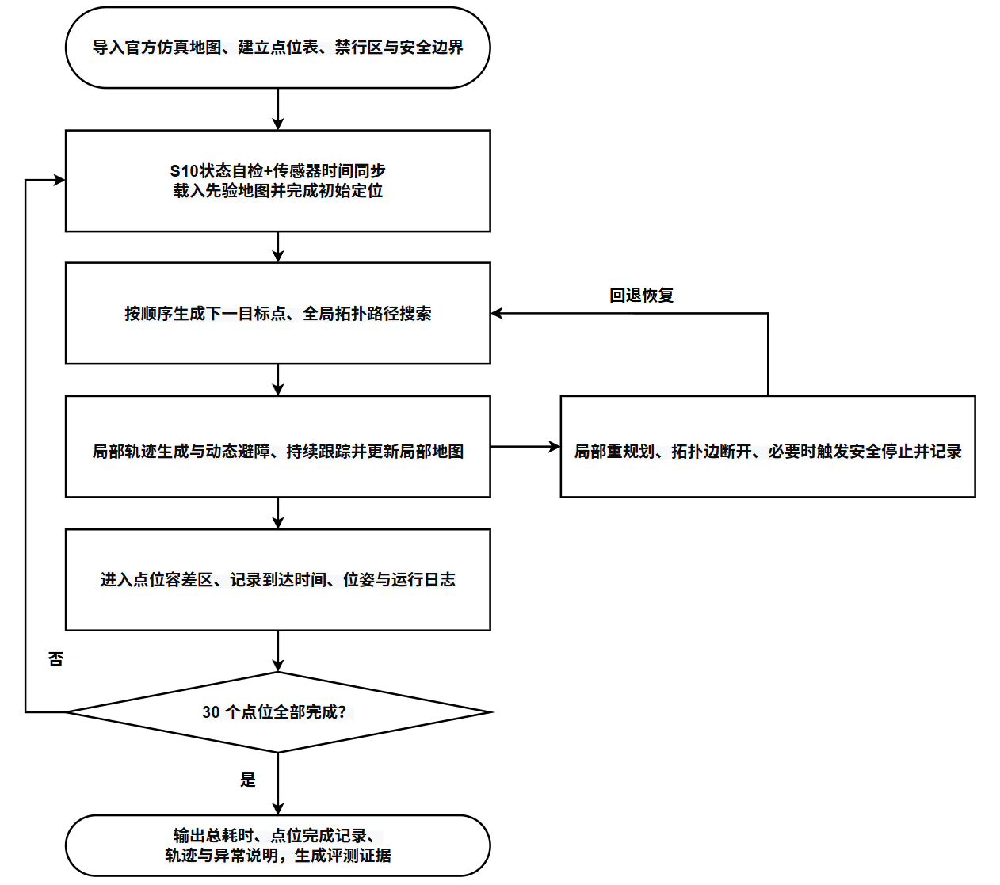 导入官方仿真地图、建立点位表、禁行区与安全边界
S10状态自检+传感器时间同步
载入先验地图并完成初始定位
按顺序生成下一目标点、全局拓扑路径搜索
回退恢复
局部轨迹生成与动态避障、持续跟踪并更新局部地图
局部重规划、拓扑边断开、必要时触发安全停止并记录
进入点位容差区、记录到达时间、位姿与运行日志
否
30 个点位全部完成？
是
输出总耗时、点位完成记录、
轨迹与异常说明，生成评测证据